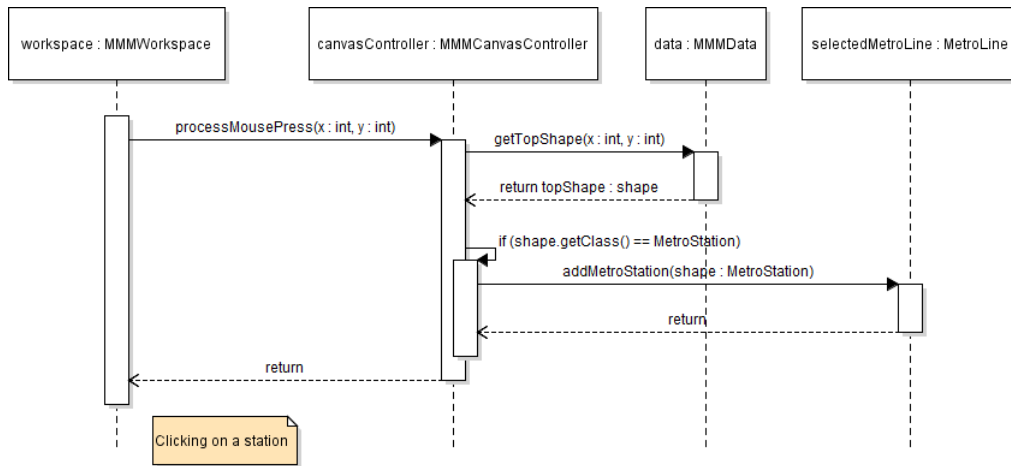 workspace : MMMWorkspace
canvasController : MMMCanvasController
data : MMMData
selectedMetroLine : MetroLine
processMousePress(x : int, y : int)
getTopShape(x : int, y : int)
return topShape : shape
if (shape.getClass() == MetroStation)
addMetroStation(shape : MetroStation)
return
return
Clicking on a station